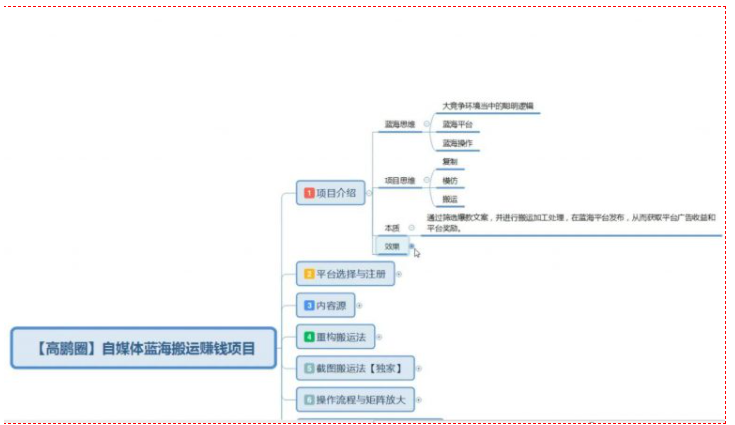 大竞争环境当中的聪明逻辑
蓝海思维
蓝海平台
蓝海操作
复制
项目思维
模仿
搬运
1 项目介绍
通过筛选爆款文案，并进行搬运加工处理，在蓝海平台发布，从而获取平台广告收益和
本质
平台奖励。
效果
2 平台选择与注册
3 内容源
4 重构搬运法
【高鹏圈】自媒体蓝海搬运赚钱项目
5 截图搬运法【独家】
6 操作流程与矩阵放大